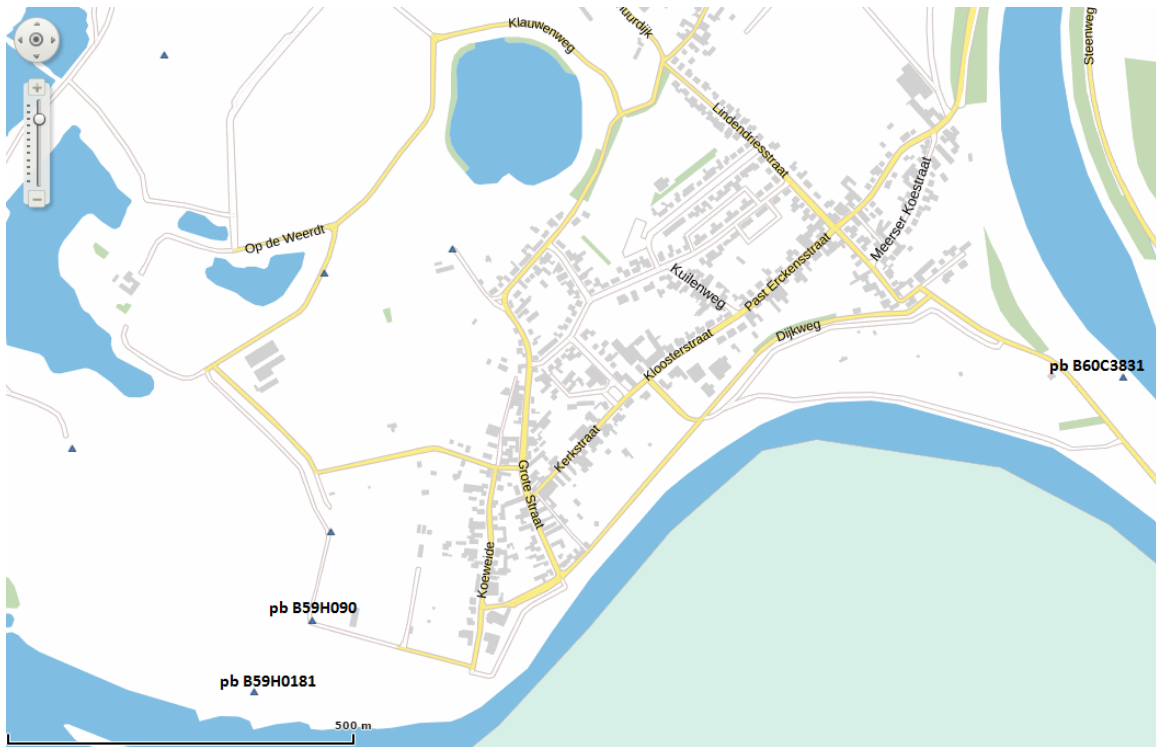 Klauwenweg
uurdijk
Steenweg
Lindendriesstraat
Meerser Koestraat
Op de Weerdt
Kuilenweg
Past Erckensstraat
Dijkweg
Kloosterstraat
pb B60C3831
Kerkstraat
Grote Straat
Koeweide
pb B59H090
pb B59H0181
500 m